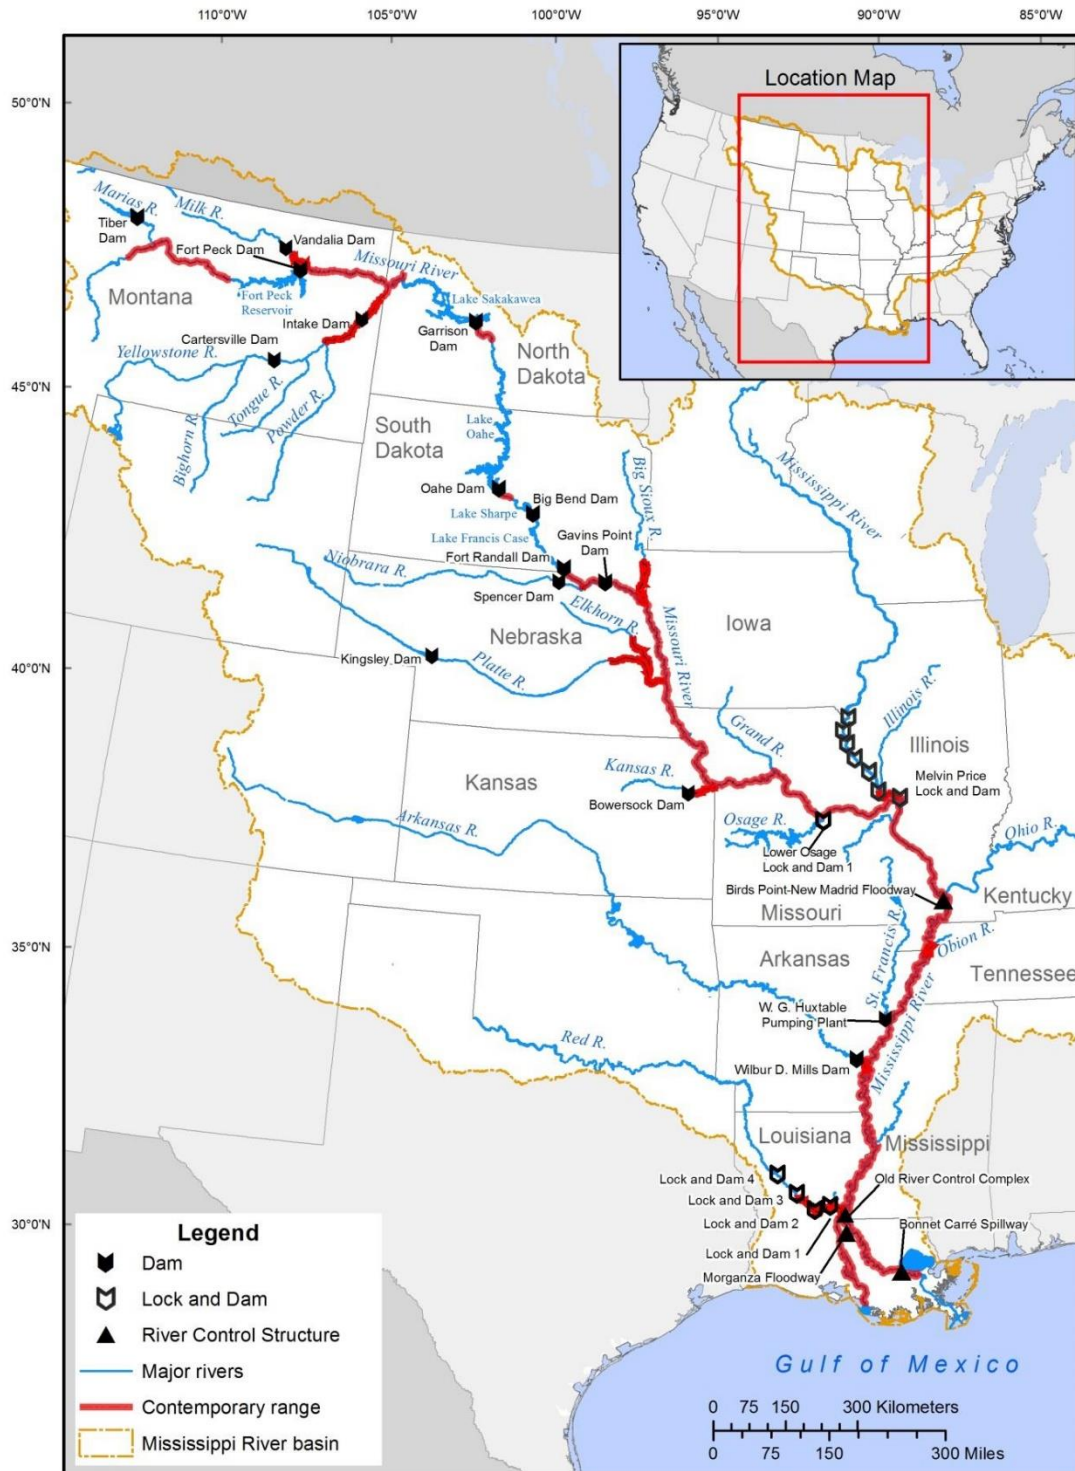 110°0'W
105°0'W
100°0'W
95°0'W
90°0'W
85°0'W
50°0'N
45°0'N
40°0'N
35°0'N
30°0'N
Location Map
Marias R.
Milk R.
Tiber
Dam
Vandalia Dam
Fort Peck Dam
Missouri River
Fort Peck
Reservoir
Montana
Lake Sakakawea
Intake Dam
Garrison
Dam
Cartersville Dam
Yellowstone R.
North
Dakota
Tongue R.
Powder R.
Bighorn R.
South
Dakota
Lake
Oahe
Mississippi River
Big Sioux R.
Oahe Dam
Big Bend Dam
Lake Sharpe
Gavins Point
Dam
Lake Francis Case
Fort Randall Dam
Niobrara R.
Spencer Dam
Elkhorn R.
Missouri River
Iowa
Nebraska
Kingsley Dam
Platte R.
Illinois R.
Grand R.
Illinois
Kansas
Kansas R.
Melvin Price
Lock and Dam
Bowersock Dam
Arkansas R.
Osage R.
Ohio R.
Lower Osage
Lock and Dam 1
Birds Point-New Madrid Floodway
Kentucky
Missouri
St. Francis R.
Obion R.
Arkansas
Tennessee
W. G. Huxtable
Pumping Plant
Mississippi River
Red R.
Wilbur D. Mills Dam
Louisiana
Mississippi
Lock and Dam 4
Old River Control Complex
Lock and Dam 3
Lock and Dam 2
Bonnet Carré Spillway
Lock and Dam 1
Morganza Floodway
Legend
Dam
Lock and Dam
River Control Structure
Major rivers
Contemporary range
Mississippi River basin
Gulf of Mexico
0 75 150 300 Kilometers
0 75 150 300 Miles